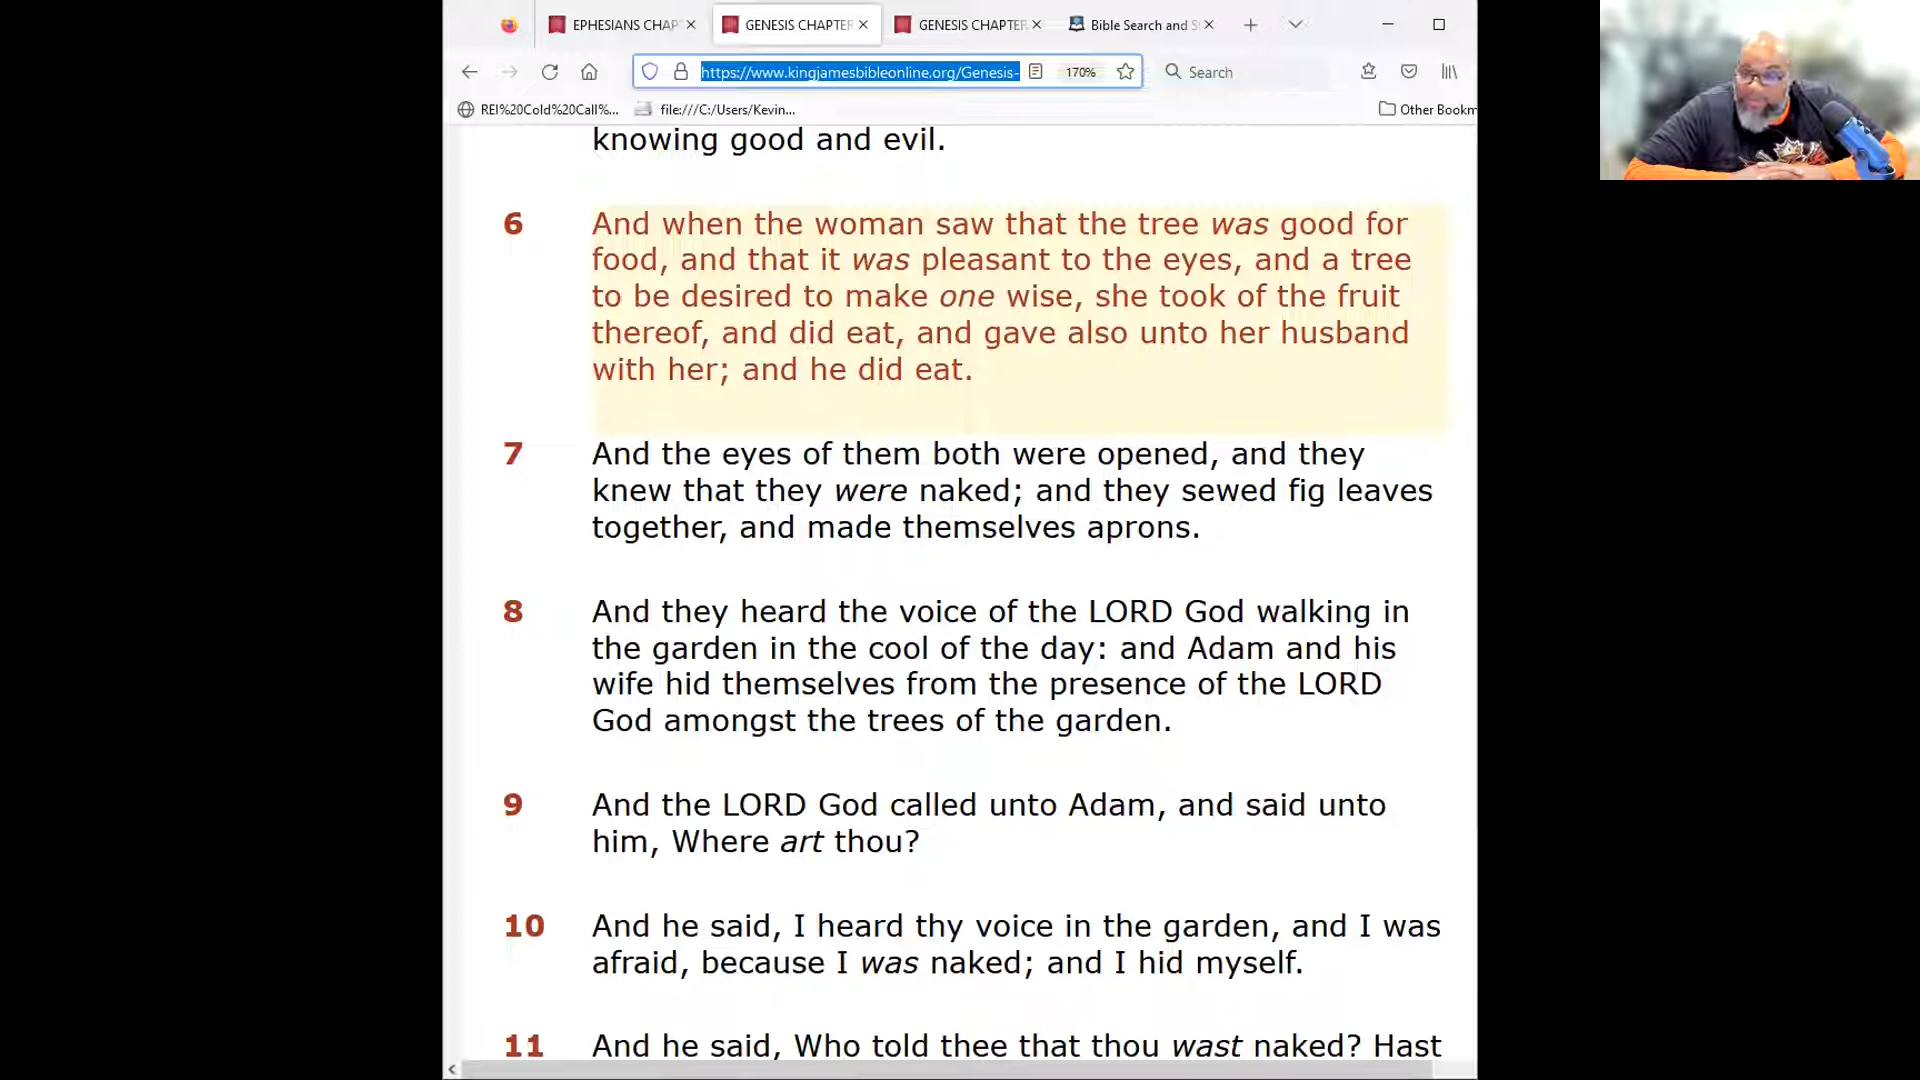 EPHESIANS CHAP
GENESIS CHAPTER
GENESIS CHAPTER
Bible Search and S
https://www.kingjamesbibleonline.org/Genesis-
170%
Search
REI%20Cold%20Call%...
file:///C:/Users/Kevin...
Other Bookm
knowing good and evil.
6 And when the woman saw that the tree was good for
food, and that it was pleasant to the eyes, and a tree
to be desired to make one wise, she took of the fruit
thereof, and did eat, and gave also unto her husband
with her; and he did eat.
7 And the eyes of them both were opened, and they
knew that they were naked; and they sewed fig leaves
together, and made themselves aprons.
8 And they heard the voice of the LORD God walking in
the garden in the cool of the day: and Adam and his
wife hid themselves from the presence of the LORD
God amongst the trees of the garden.
9 And the LORD God called unto Adam, and said unto
him, Where art thou?
10 And he said, I heard thy voice in the garden, and I was
afraid, because I was naked; and I hid myself.
11 And he said, Who told thee that thou wast naked? Hast